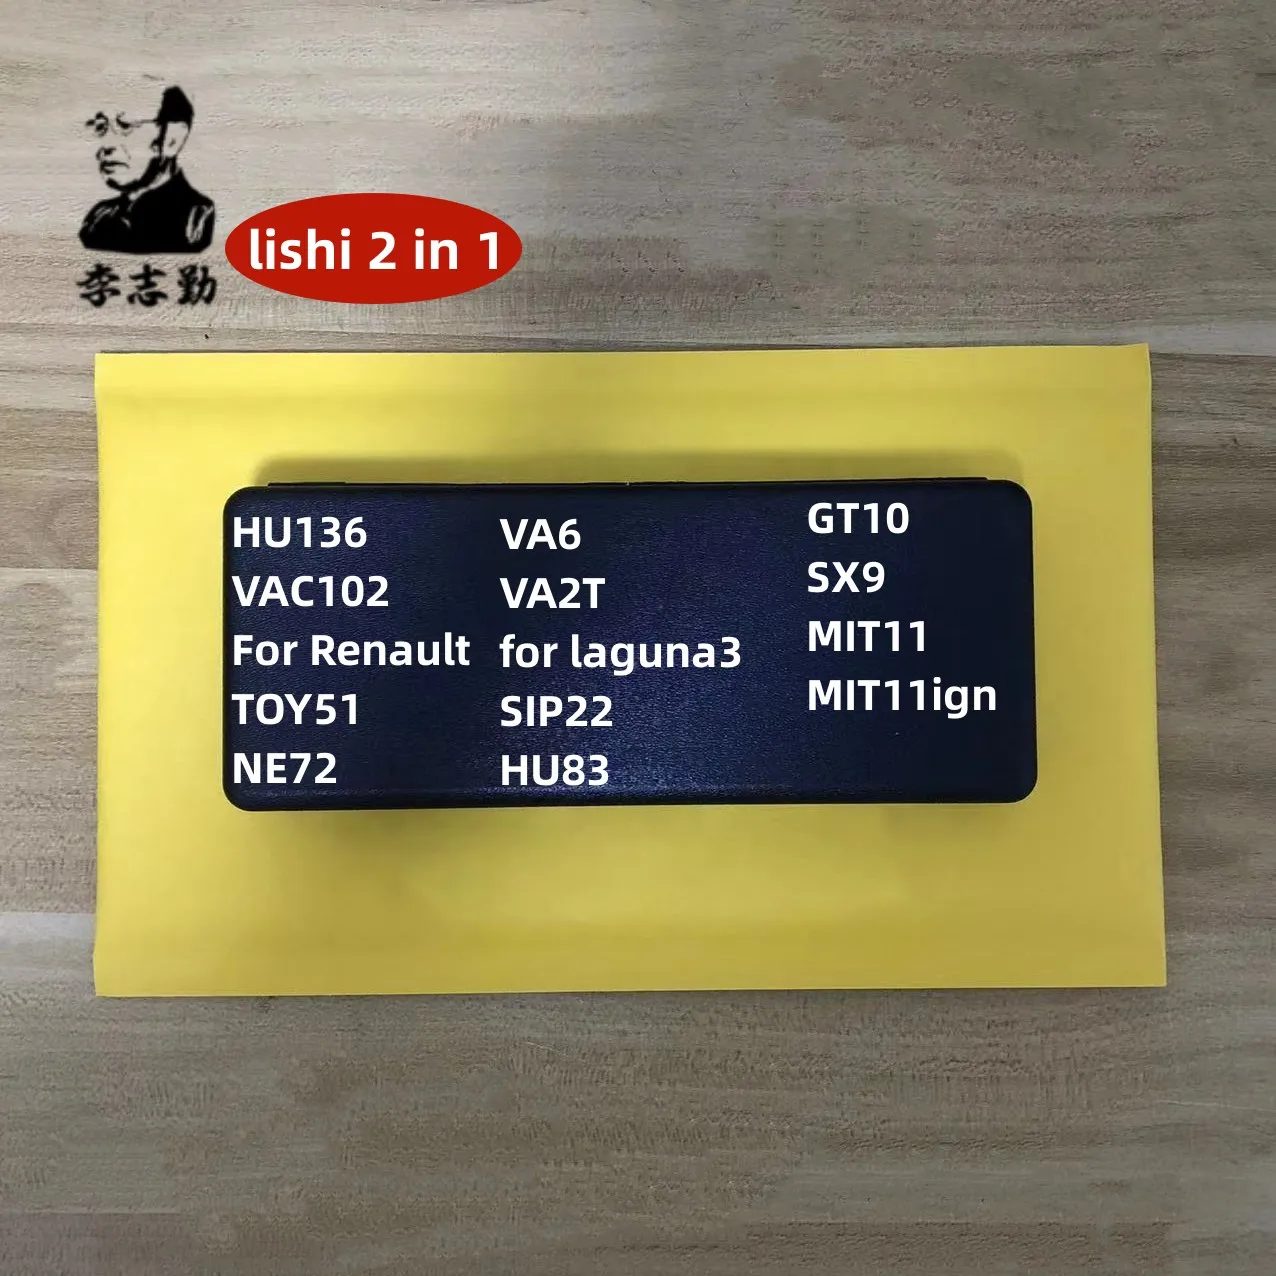 李志勤
lishi 2 in 1
HU136
VAC102
For Renault
TOY51
NE72
VA6
VA2T
for laguna3
SIP22
HU83
GT10
SX9
MIT11
MIT11ign